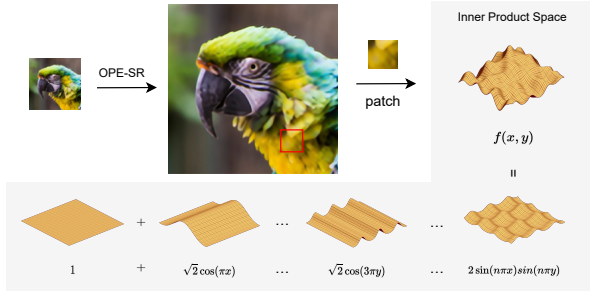 Inner Product Space
OPE-SR
patch
f(x, y)
=
+ ... ... 
1 + √2 cos(πx) ... √2 cos(3πy) ... 2 sin(nπx)sin(nπy)